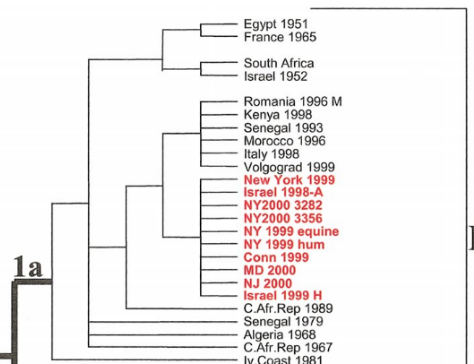 Egypt 1951
France 1965
South Africa
Israel 1952
Romania 1996 M
Kenya 1998
Senegal 1993
Morocco 1996
Italy 1998
Volgograd 1999
New York 1999
Israel 1998-A
NY2000 3282
NY2000 3356
NY 1999 equine
NY 1999 hum
Conn 1999
MD 2000
NJ 2000
Israel 1999 H
1a
C.Afr.Rep 1989
Senegal 1979
Algeria 1968
C.Afr.Rep 1967
Iv Coast 1981